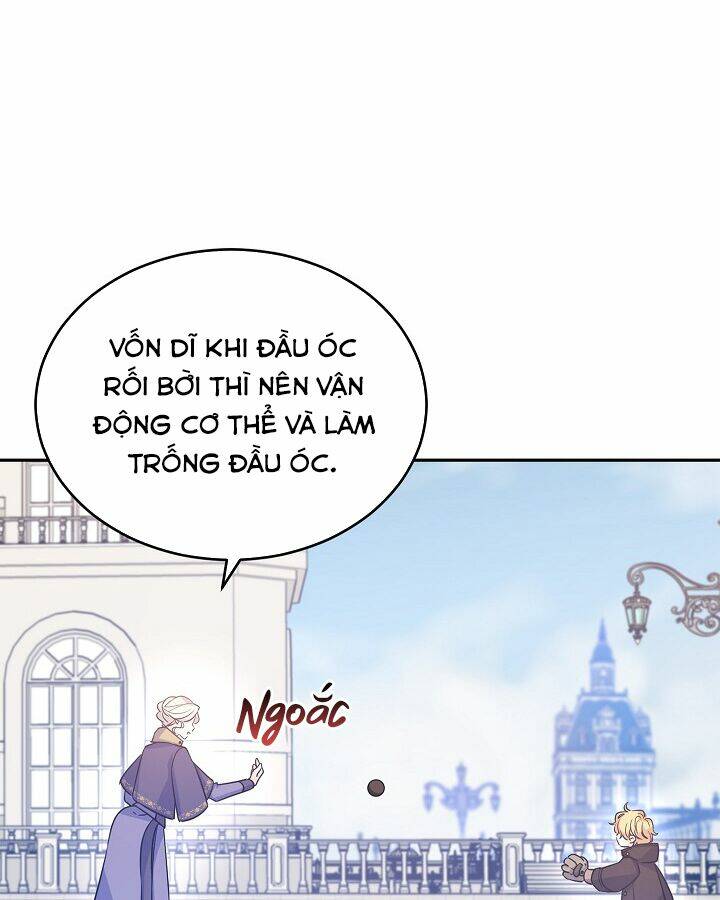 VỐN DĨ KHI ĐẦU ÓC
RỐI BỜI THÌ NÊN VẬN
ĐỘNG CƠ THỂ VÀ LÀM
TRỐNG ĐẦU ÓC.
Ngoắc